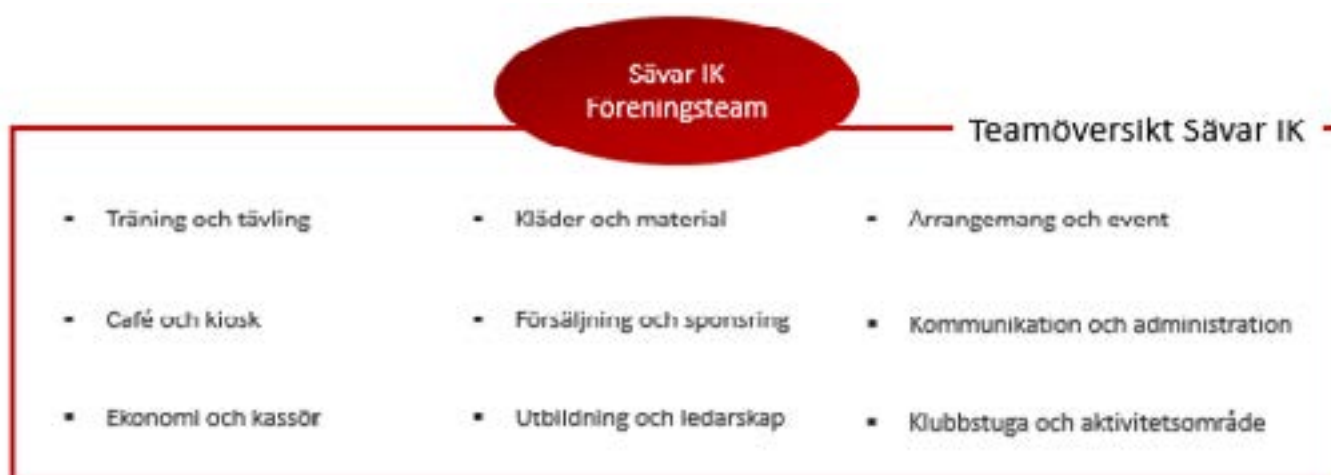 Sävar IK
Föreningsteam
Teamöversikt Sävar IK
▪ Träning och tävling
▪ Kläder och material
▪ Arrangemang och event
▪ Café och kiosk
▪ Försäljning och sponsring
▪ Kommunikation och administration
▪ Ekonomi och kassör
▪ Utbildning och ledarskap
▪ Klubbstuga och aktivitetsområde